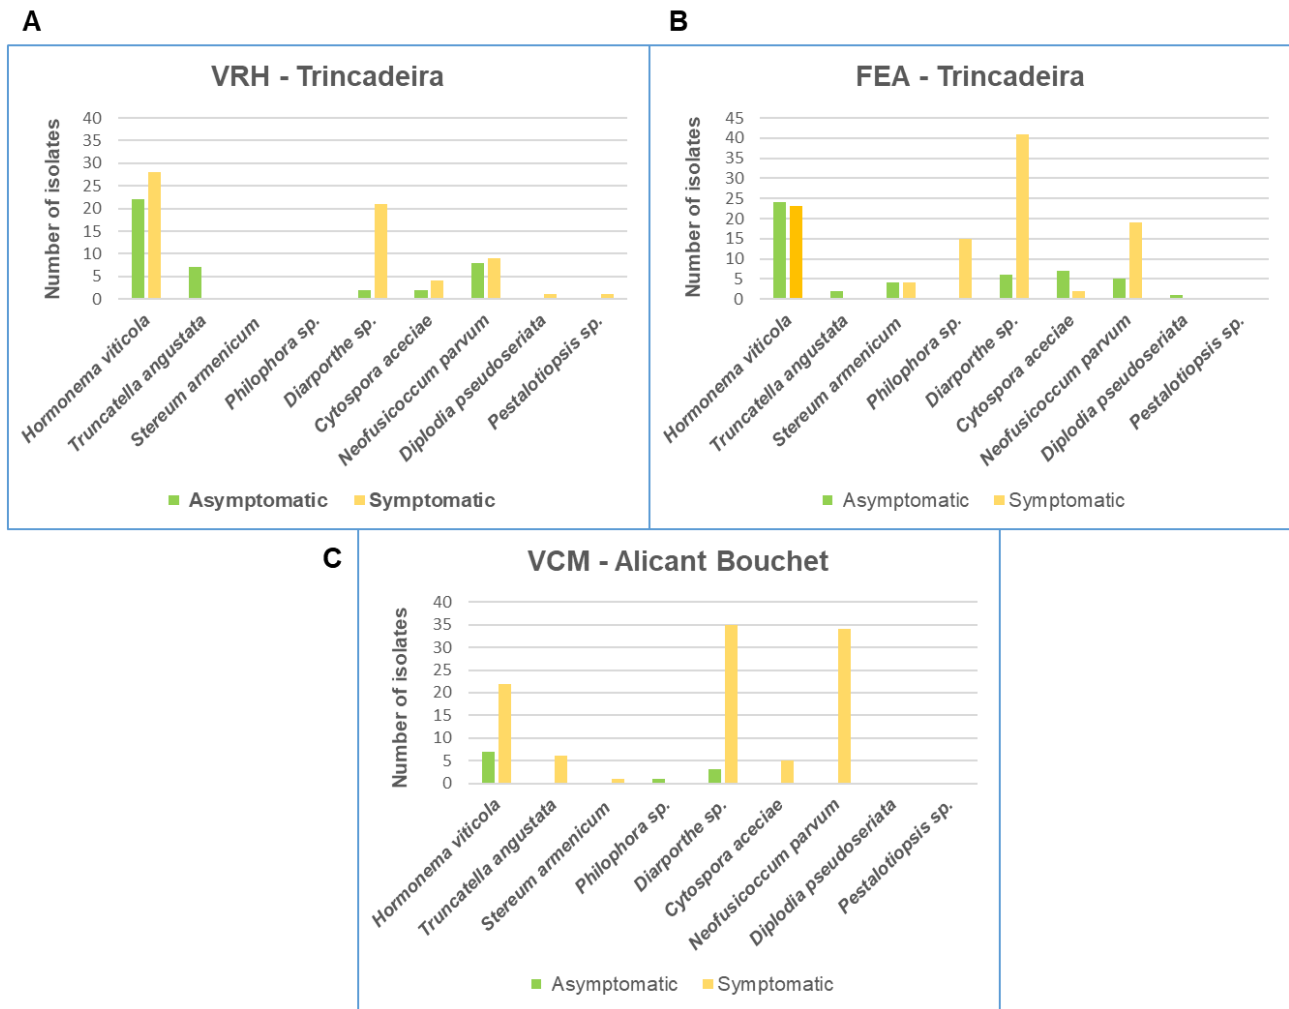 A
VRH - Trincadeira
Number of isolates
40
35
30
25
20
15
10
5
0
Hormonema viticola
Truncatella angustata
Stereum armenicum
Philophora sp.
Diarporthe sp.
Cytospora aceciae
Neofusicoccum parvum
Diplodia pseudoseriata
Pestalotiopsis sp.
Asymptomatic Symptomatic
B
FEA - Trincadeira
Number of isolates
45
40
35
30
25
20
15
10
5
0
Hormonema viticola
Truncatella angustata
Stereum armenicum
Philophora sp.
Diarporthe sp.
Cytospora aceciae
Neofusicoccum parvum
Diplodia pseudoseriata
Pestalotiopsis sp.
Asymptomatic Symptomatic
C
VCM - Alicant Bouchet
Number of isolates
40
35
30
25
20
15
10
5
0
Hormonema viticola
Truncatella angustata
Stereum armenicum
Philophora sp.
Diarporthe sp.
Cytospora aceciae
Neofusicoccum parvum
Diplodia pseudoseriata
Pestalotiopsis sp.
Asymptomatic Symptomatic